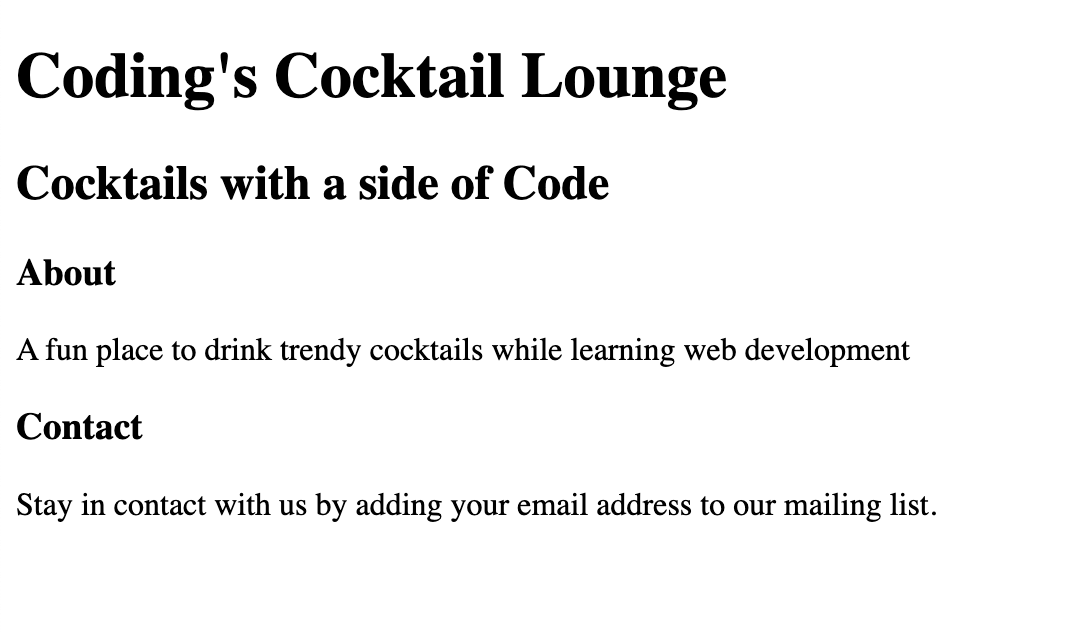 Coding's Cocktail Lounge
Cocktails with a side of Code
About
A fun place to drink trendy cocktails while learning web development
Contact
Stay in contact with us by adding your email address to our mailing list.